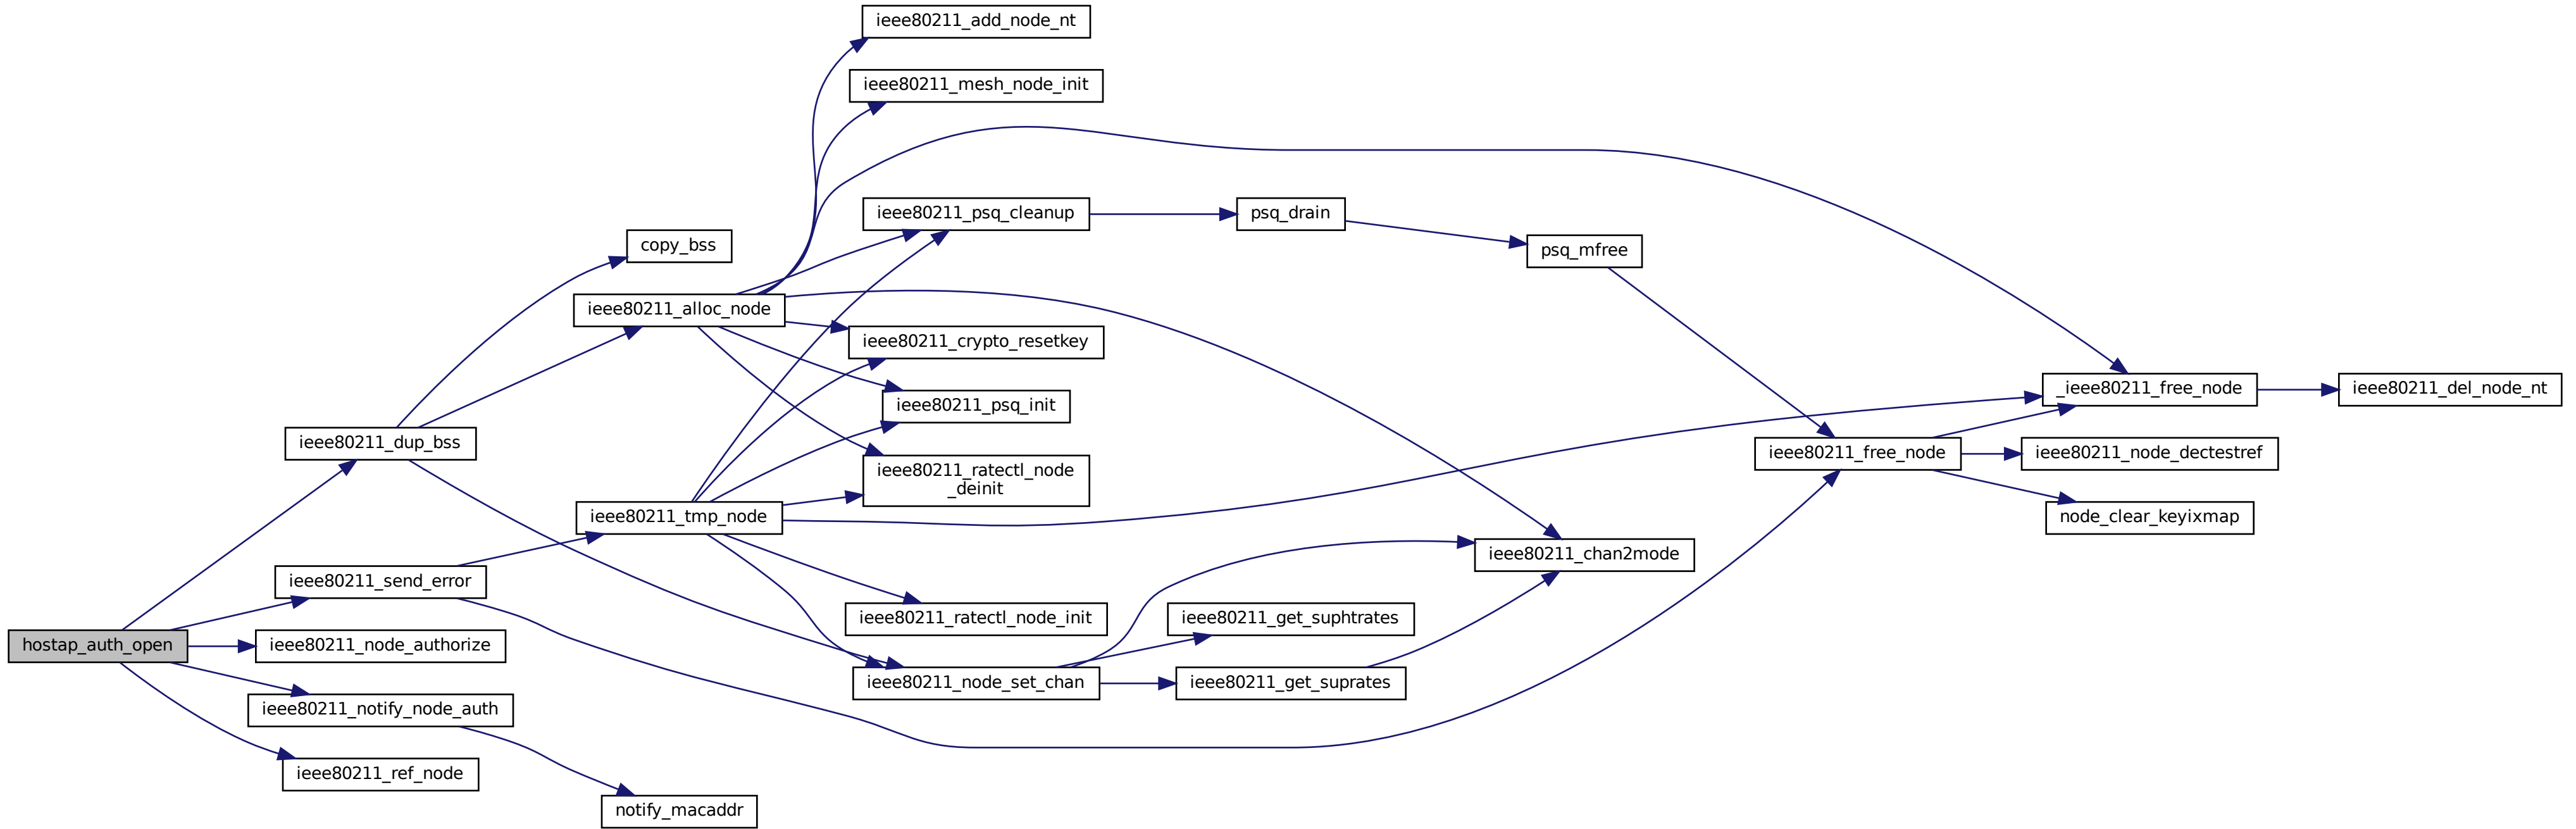 ieee80211_add_node_nt
ieee80211_mesh_node_init
ieee80211_psq_cleanup
psq_drain
copy_bss
psq_mfree
ieee80211_alloc_node
ieee80211_crypto_resetkey
_ieee80211_free_node
ieee80211_del_node_nt
ieee80211_psq_init
ieee80211_dup_bss
ieee80211_free_node
ieee80211_node_dectestref
ieee80211_ratectl_node
_deinit
ieee80211_tmp_node
node_clear_keyixmap
ieee80211_chan2mode
ieee80211_send_error
ieee80211_ratectl_node_init
ieee80211_get_suphtrates
hostap_auth_open
ieee80211_node_authorize
ieee80211_node_set_chan
ieee80211_get_suprates
ieee80211_notify_node_auth
ieee80211_ref_node
notify_macaddr